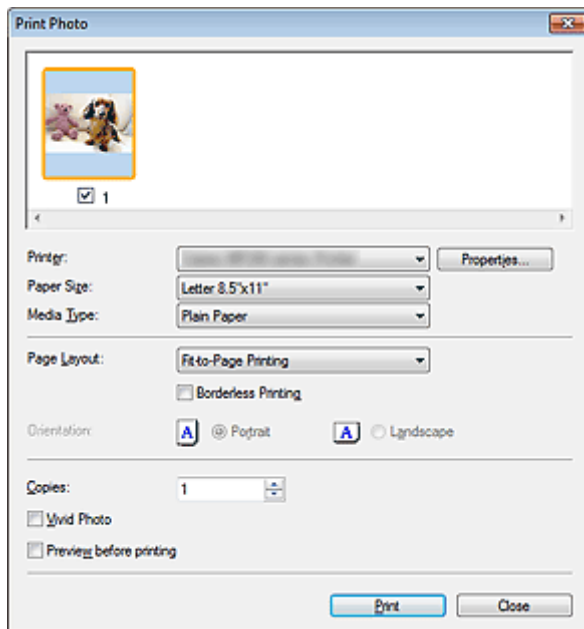 Print Photo
1
Printer:
Properties...
Paper Size: Letter 8.5"x11"
Media Type: Plain Paper
Page Layout: Fit-to-Page Printing
Borderless Printing
Orientation: A Portrait A Landscape
Copies: 1
Vivid Photo
Preview before printing
Print Close